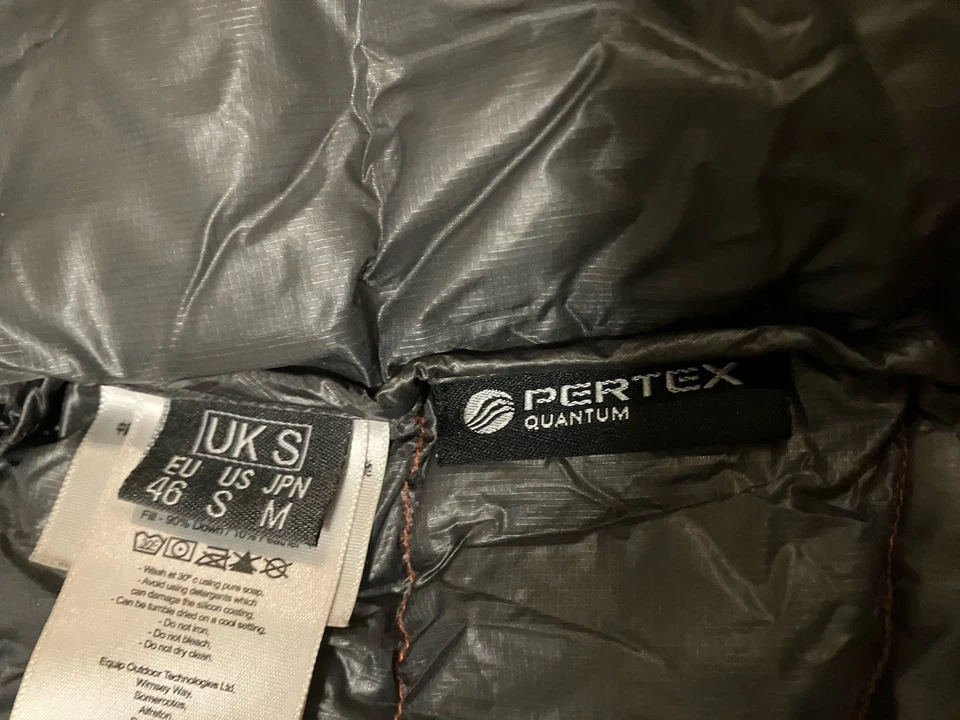 PERTEX
QUANTUM
UK S
EU US JPN
46 S M
Fill - 90% Down / 10% Feather
- Wash at 30° c using pure soap,
- Avoid using detergents which
can damage the silicon coating,
- Can be tumble dried on a cool setting,
- Do not iron,
- Do not bleach,
- Do not dry clean.
Equip Outdoor Technologies Ltd,
Wimsey Way,
Somercotes,
Alfreton